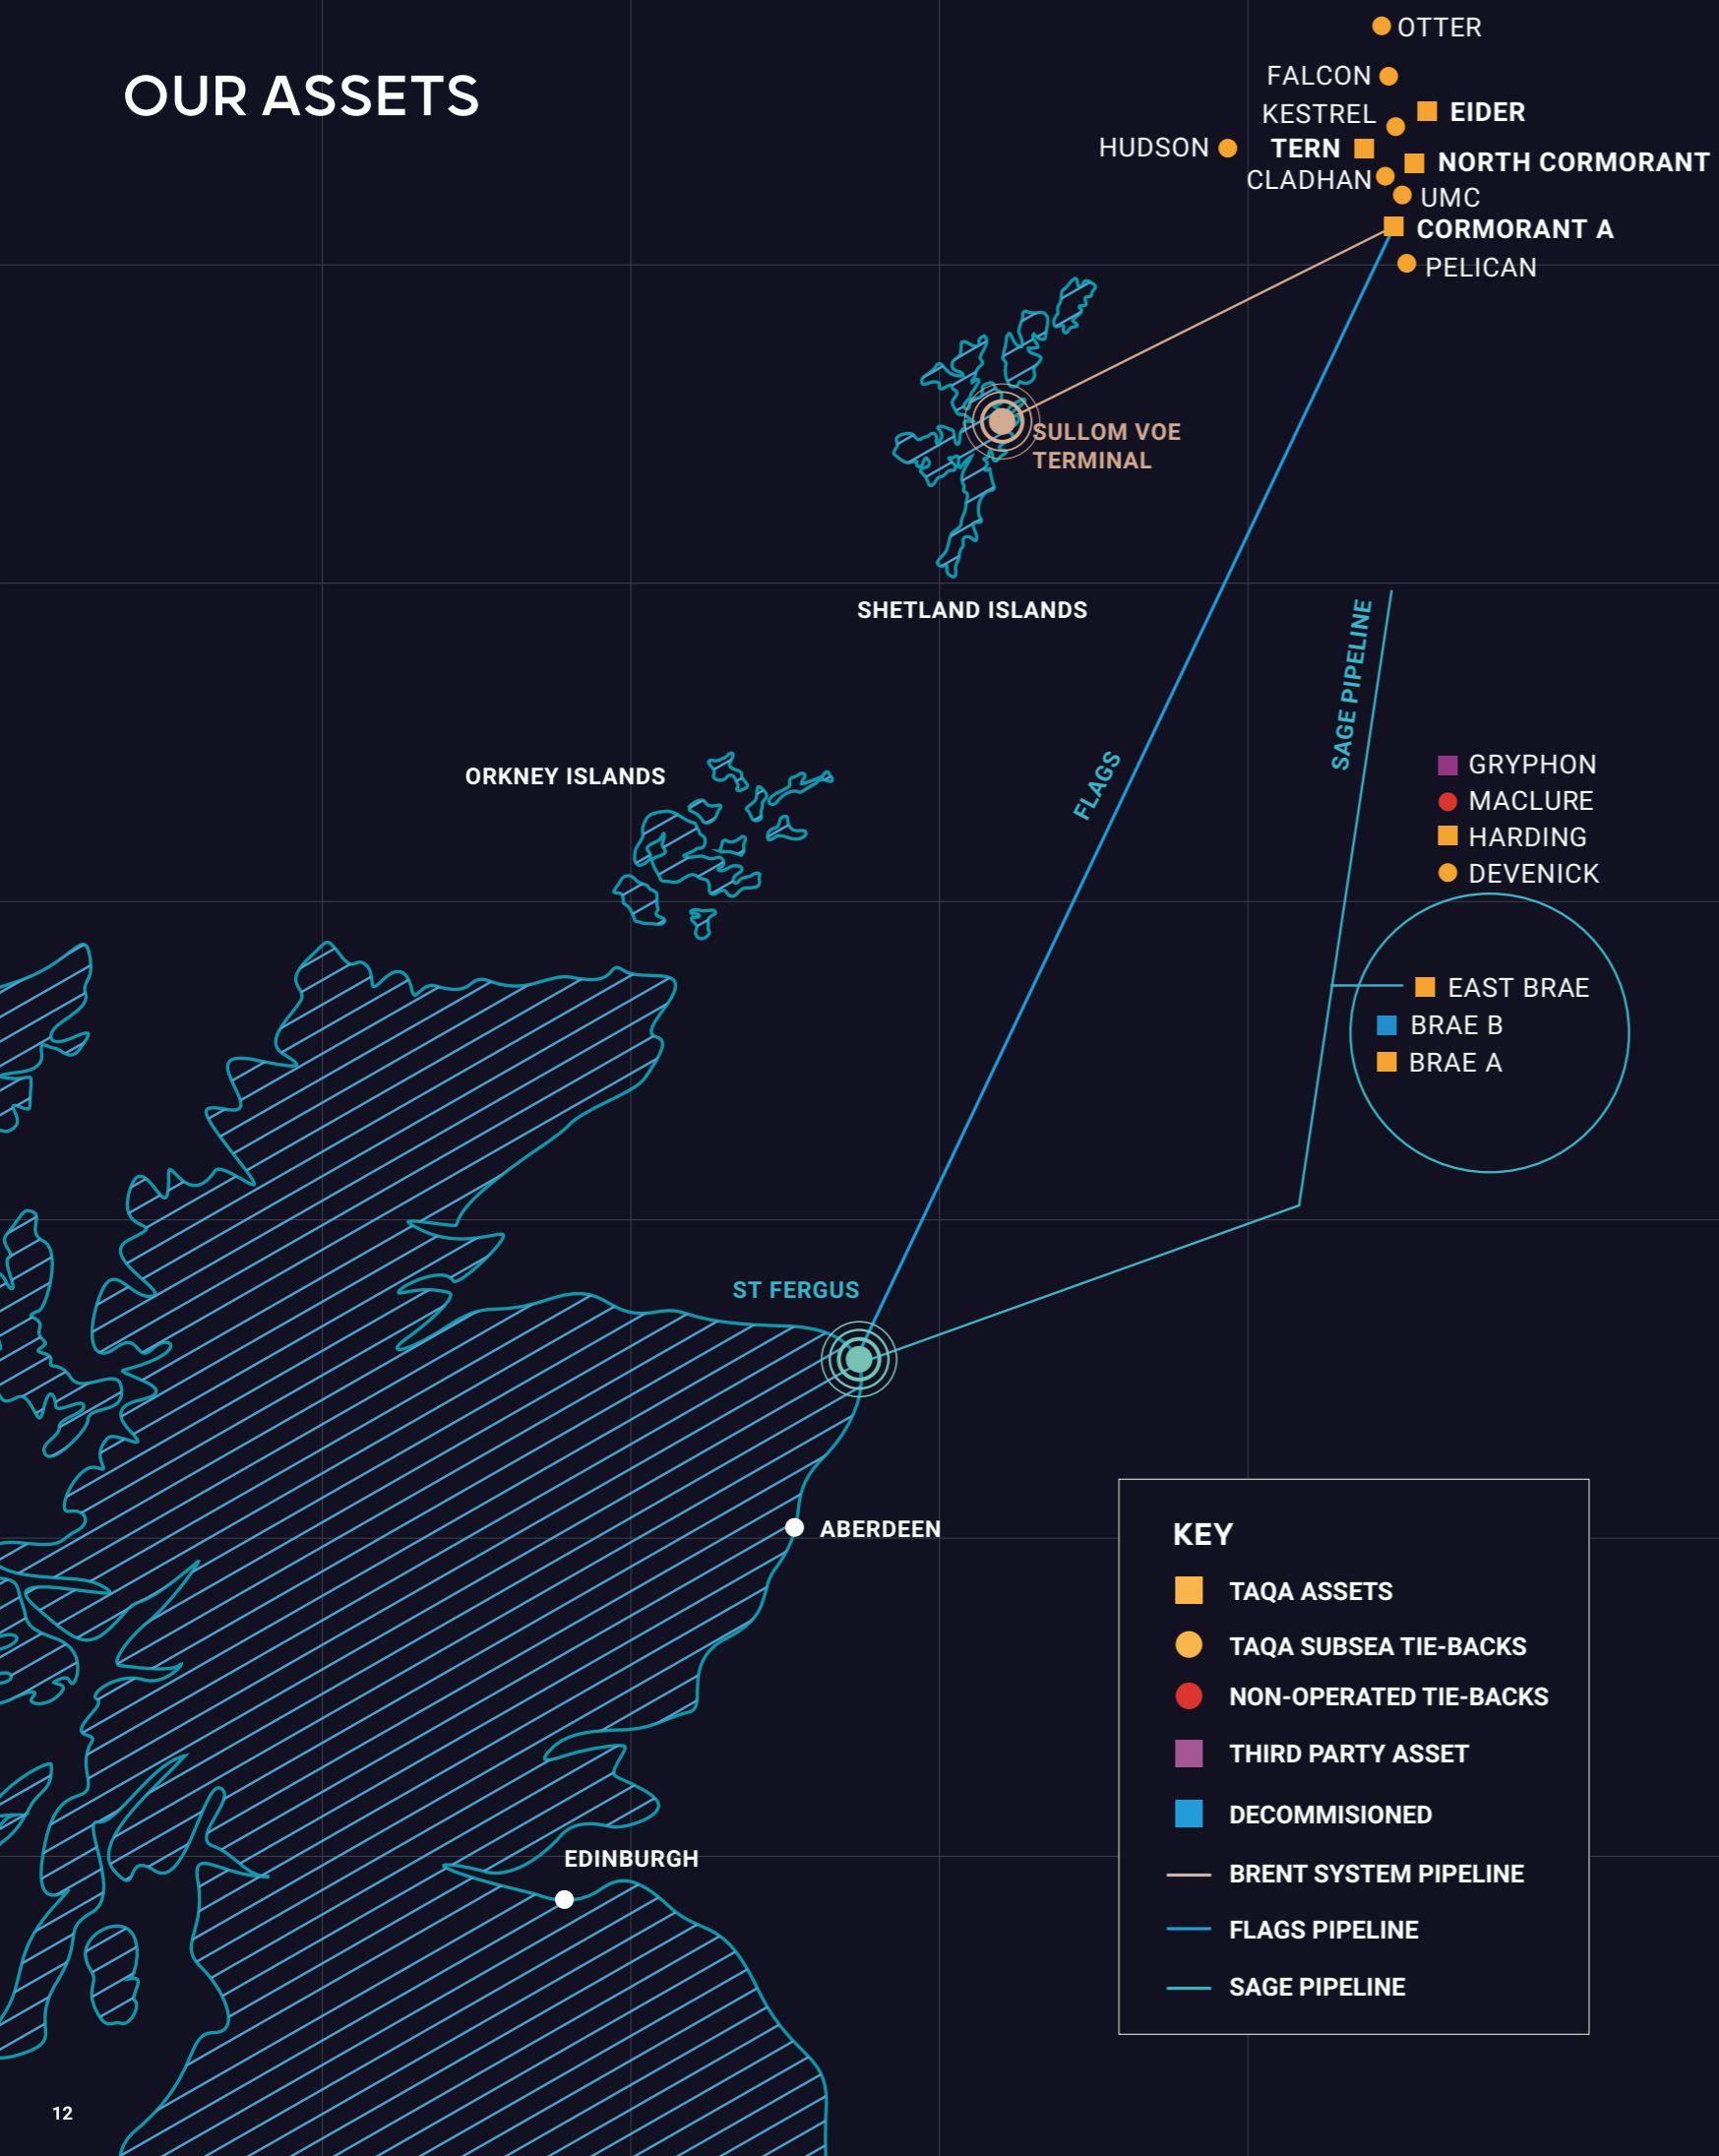 OUR ASSETS
OTTER
FALCON
KESTREL
EIDER
HUDSON
TERN
NORTH CORMORANT
CLADHAN
UMC
CORMORANT A
PELICAN
SULLOM VOE
TERMINAL
SHETLAND ISLANDS
SAGE PIPELINE
FLAGS
ORKNEY ISLANDS
GRYPHON
MACLURE
HARDING
DEVENICK
EAST BRAE
BRAE B
BRAE A
ST FERGUS
ABERDEEN
EDINBURGH
KEY
TAQA ASSETS
TAQA SUBSEA TIE-BACKS
NON-OPERATED TIE-BACKS
THIRD PARTY ASSET
DECOMMISIONED
BRENT SYSTEM PIPELINE
FLAGS PIPELINE
SAGE PIPELINE
12